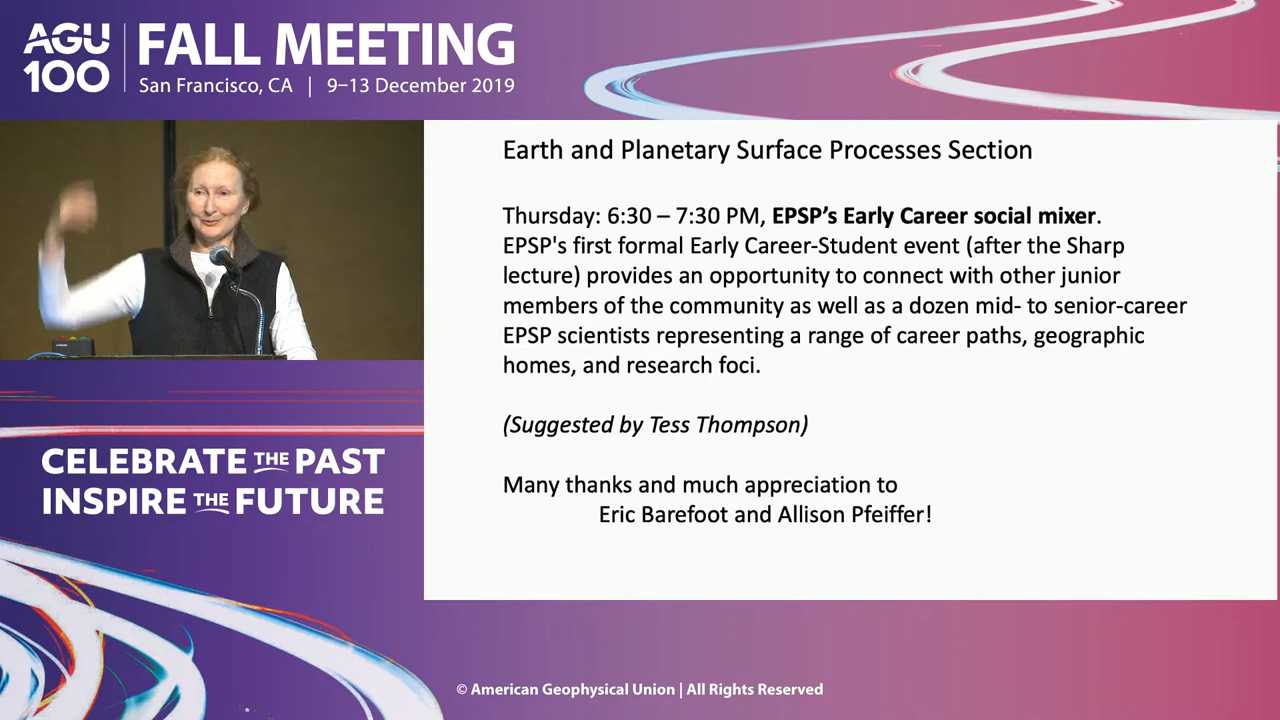 AGU
100
FALL MEETING
San Francisco, CA | 9–13 December 2019
Earth and Planetary Surface Processes Section
Thursday: 6:30 – 7:30 PM, EPSP’s Early Career social mixer.
EPSP's first formal Early Career-Student event (after the Sharp
lecture) provides an opportunity to connect with other junior
members of the community as well as a dozen mid- to senior-career
EPSP scientists representing a range of career paths, geographic
homes, and research foci.
(Suggested by Tess Thompson)
Many thanks and much appreciation to
Eric Barefoot and Allison Pfeiffer!
CELEBRATE THE PAST
INSPIRE THE FUTURE
© American Geophysical Union | All Rights Reserved